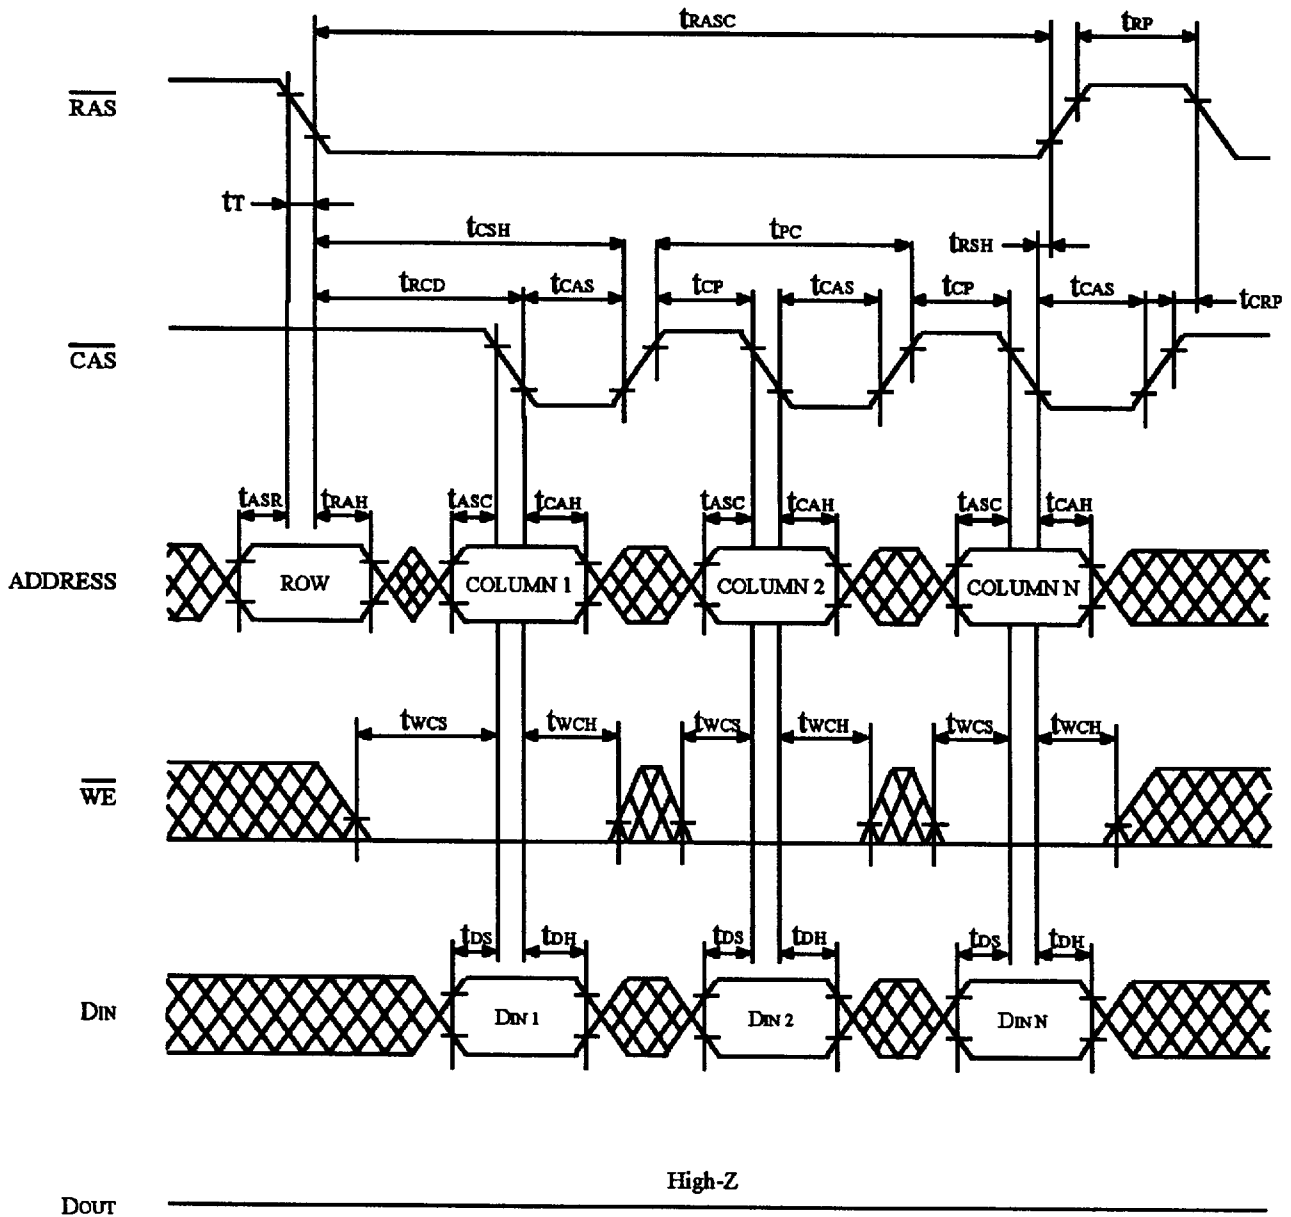 tRASC tRP
RAS
tT
tCSH tPC tRSH
tRCD tCAS tCP tCAS tCP tCAS tCRP
CAS
tASR tRAH tASC tCAH tASC tCAH tASC tCAH
ADDRESS ROW COLUMN 1 COLUMN 2 COLUMN N
tWCS tWCH tWCS tWCH tWCS tWCH
WE
tDS tDH tDS tDH tDS tDH
DIN DIN 1 DIN 2 DIN N
High-Z
DOUT